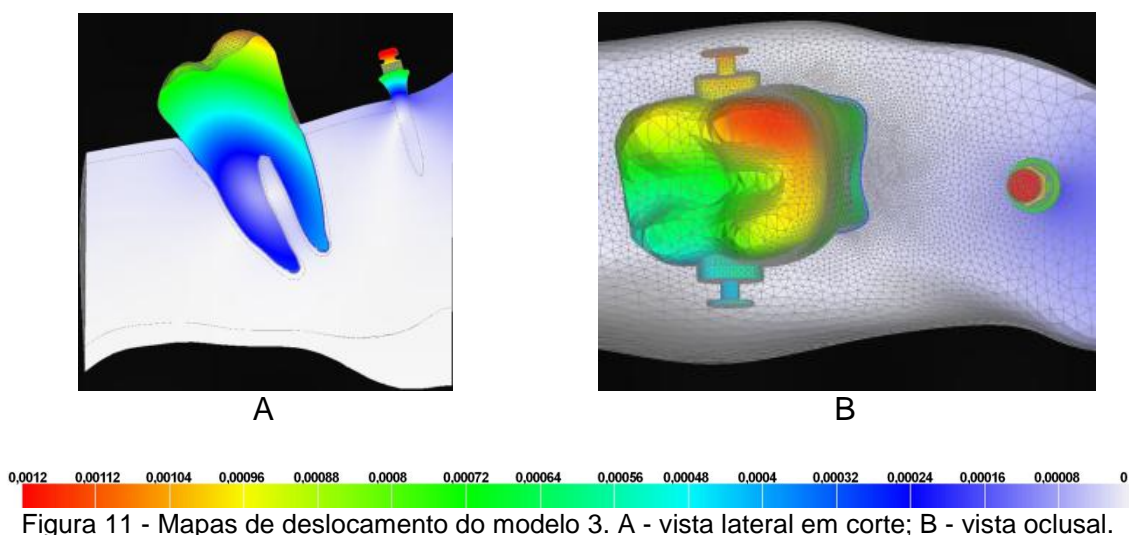 A B
0,0012 0,00112 0,00104 0,00096 0,00088 0,0008 0,00072 0,00064 0,00056 0,00048 0,0004 0,00032 0,00024 0,00016 0,00008 0
Figura 11 - Mapas de deslocamento do modelo 3. A - vista lateral em corte; B - vista oclusal.